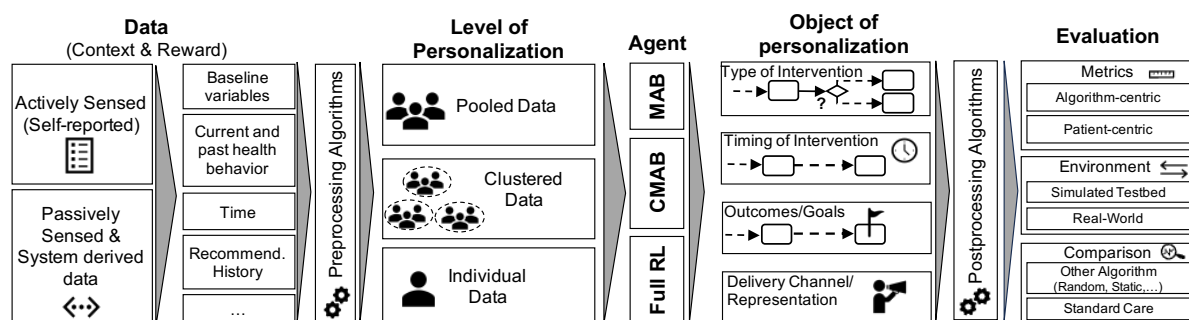 Data
(Context & Reward)
Actively Sensed
(Self-reported)
Passively
Sensed &
System derived
data
Baseline
variables
Current and
past health
behavior
Time
Recommend.
History
...
Preprocessing Algorithms
Level of
Personalization
Pooled Data
Clustered
Data
Individual
Data
Agent
MAB
CMAB
Full RL
Object of
personalization
Type of Intervention
?
Timing of Intervention
Outcomes/Goals
Delivery Channel/
Representation
Postprocessing Algorithms
Evaluation
Metrics
Algorithm-centric
Patient-centric
Environment
Simulated Testbed
Real-World
Comparison
Other Algorithm
(Random, Static,...)
Standard Care